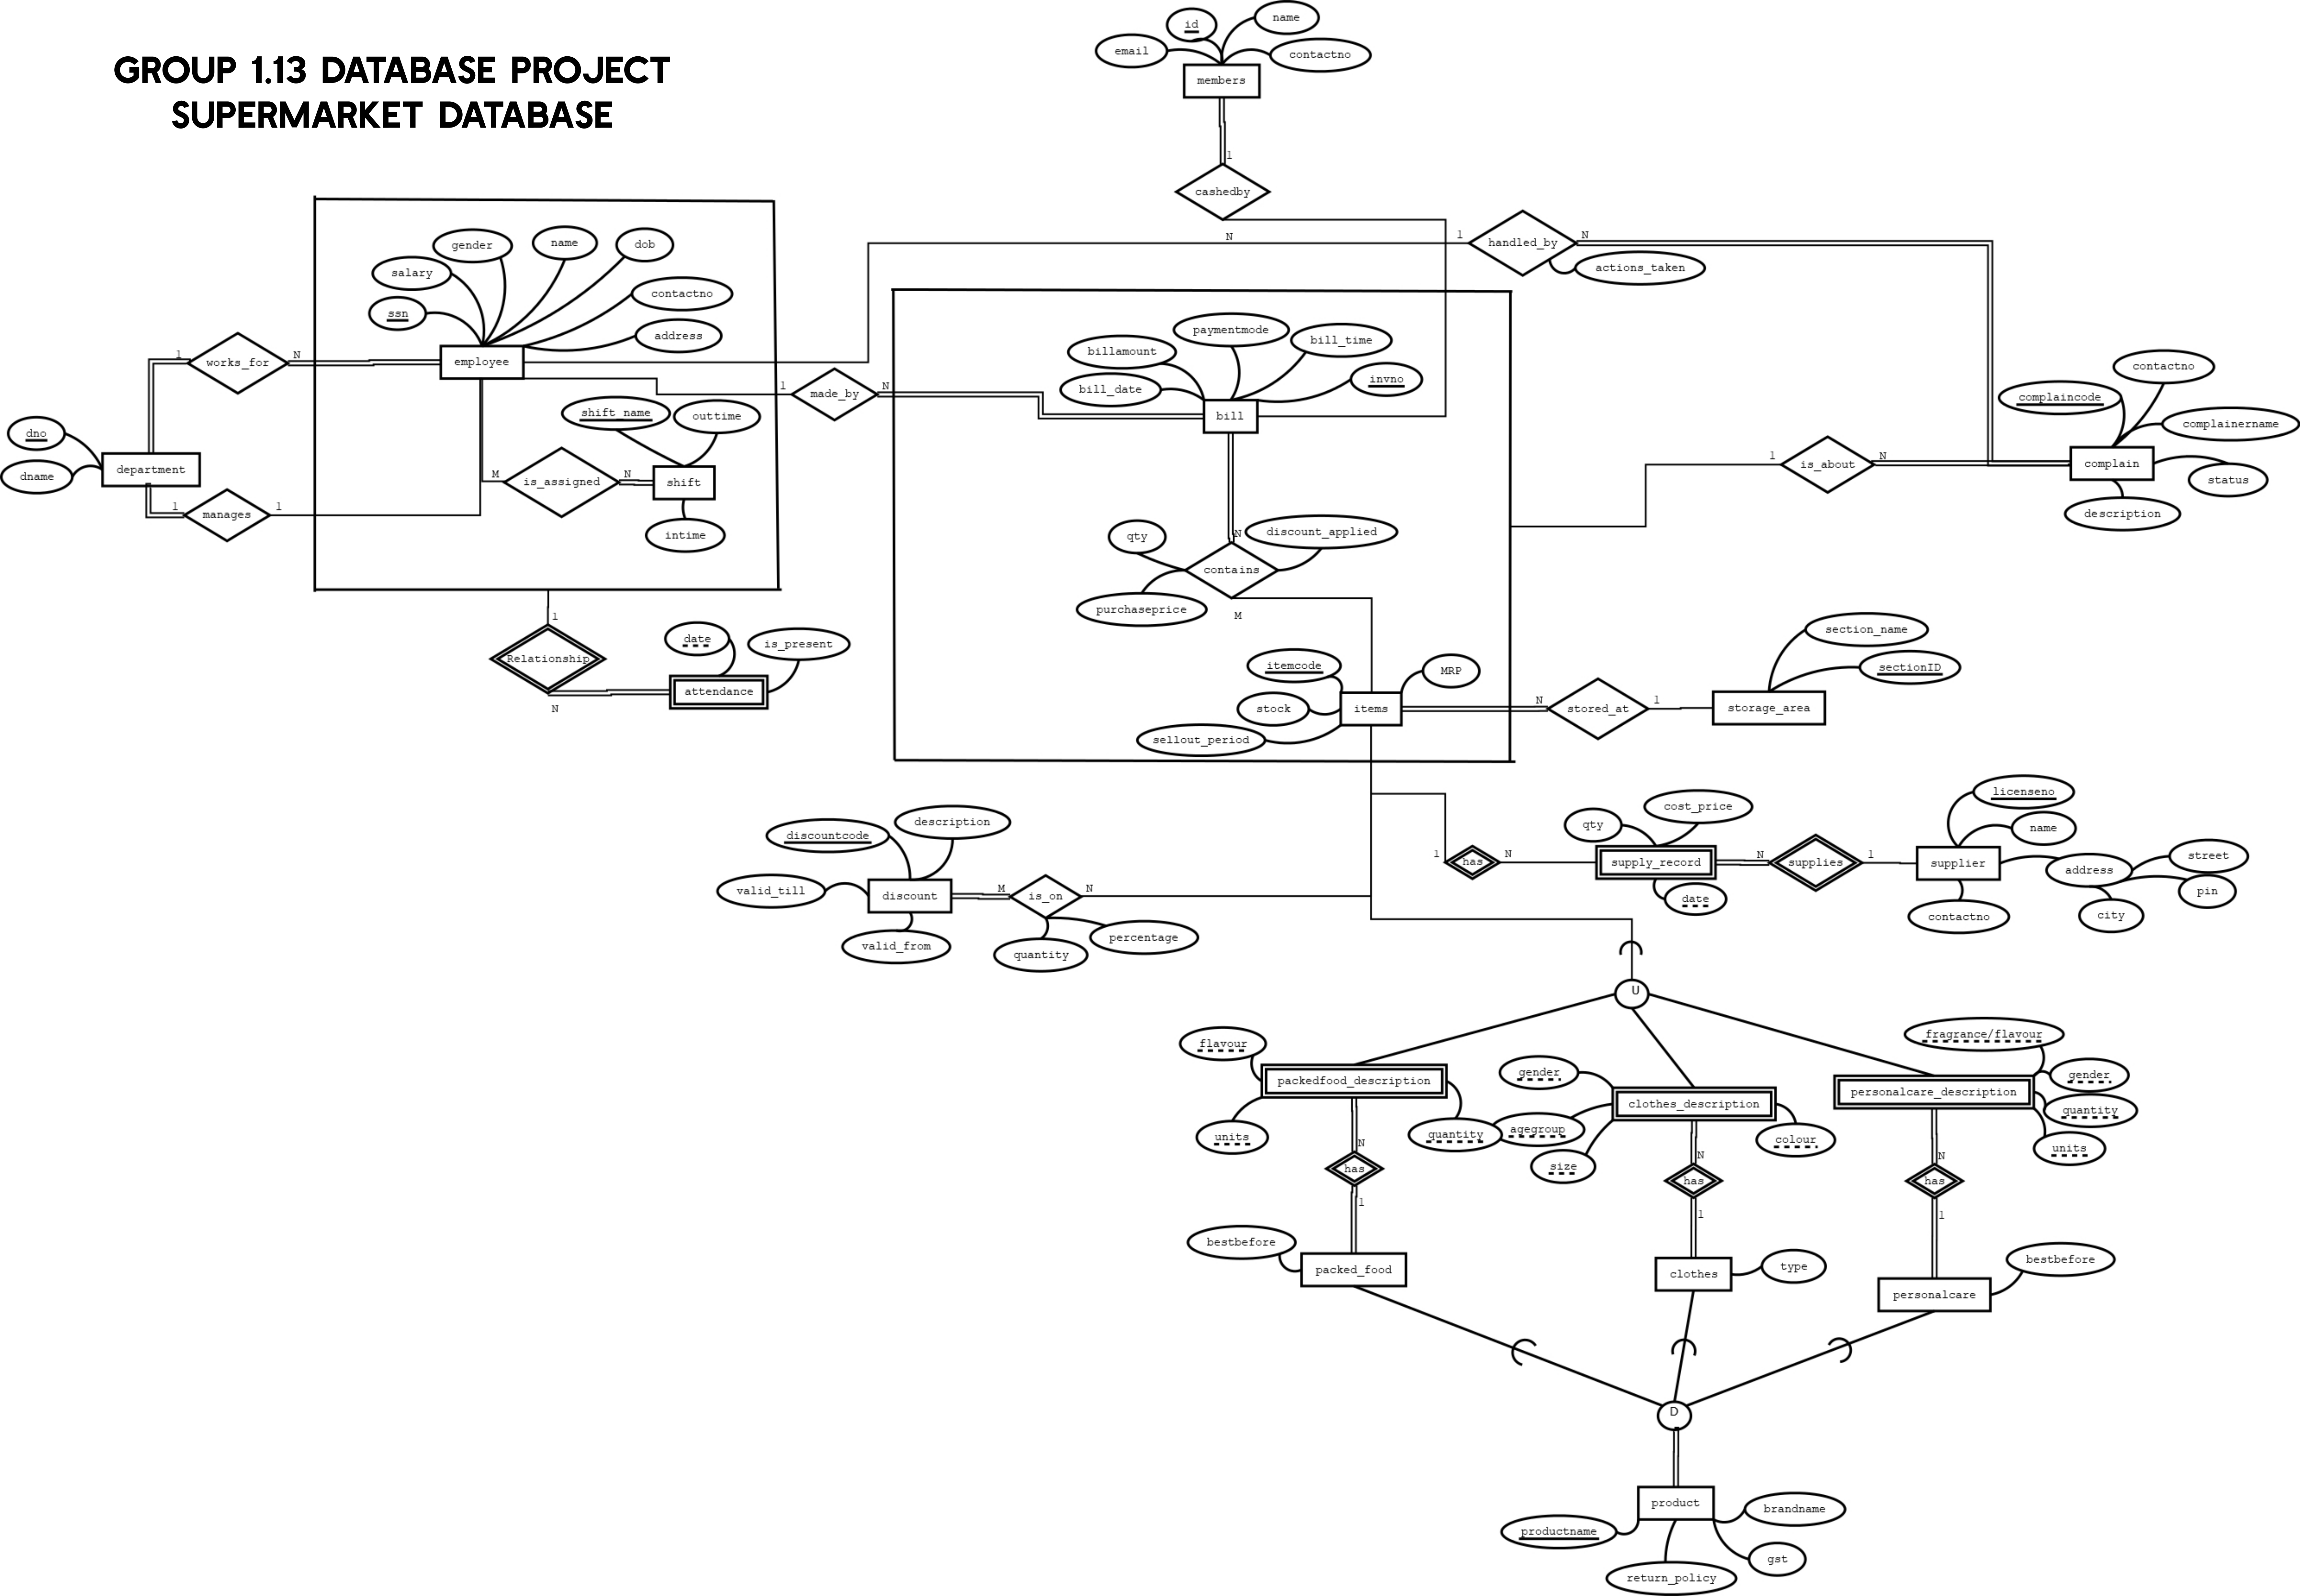 GROUP 1.13 DATABASE PROJECT
SUPERMARKET DATABASE
id
name
email
contactno
members
1
cashedby
N
1
handled_by
N
actions_taken
gender
name
dob
salary
contactno
ssn
address
employee
1
works_for
N
shift_name
outtime
M
is_assigned
N
shift
intime
dno
dname
department
1
manages
1
1
made_by
N
paymentmode
bill_time
billamount
bill_date
invno
bill
N
qty
discount_applied
contains
purchaseprice
M
itemcode
MRP
stock
items
sellout_period
contactno
complaincode
complainername
complain
status
description
1
is_about
N
section_name
sectionID
N
stored_at
1
storage_area
1
Relationship
N
date
is_present
attendance
discountcode
description
valid_till
discount
valid_from
M
is_on
N
quantity
percentage
1
has
N
qty
cost_price
supply_record
date
N
supplies
1
licenseno
name
supplier
address
street
pin
city
contactno
U
flavour
packedfood_description
units
quantity
N
has
1
bestbefore
packed_food
gender
clothes_description
agegroup
size
colour
N
has
1
clothes
type
fragrance/flavour
gender
personalcare_description
quantity
units
N
has
1
bestbefore
personalcare
D
product
brandname
productname
gst
return_policy